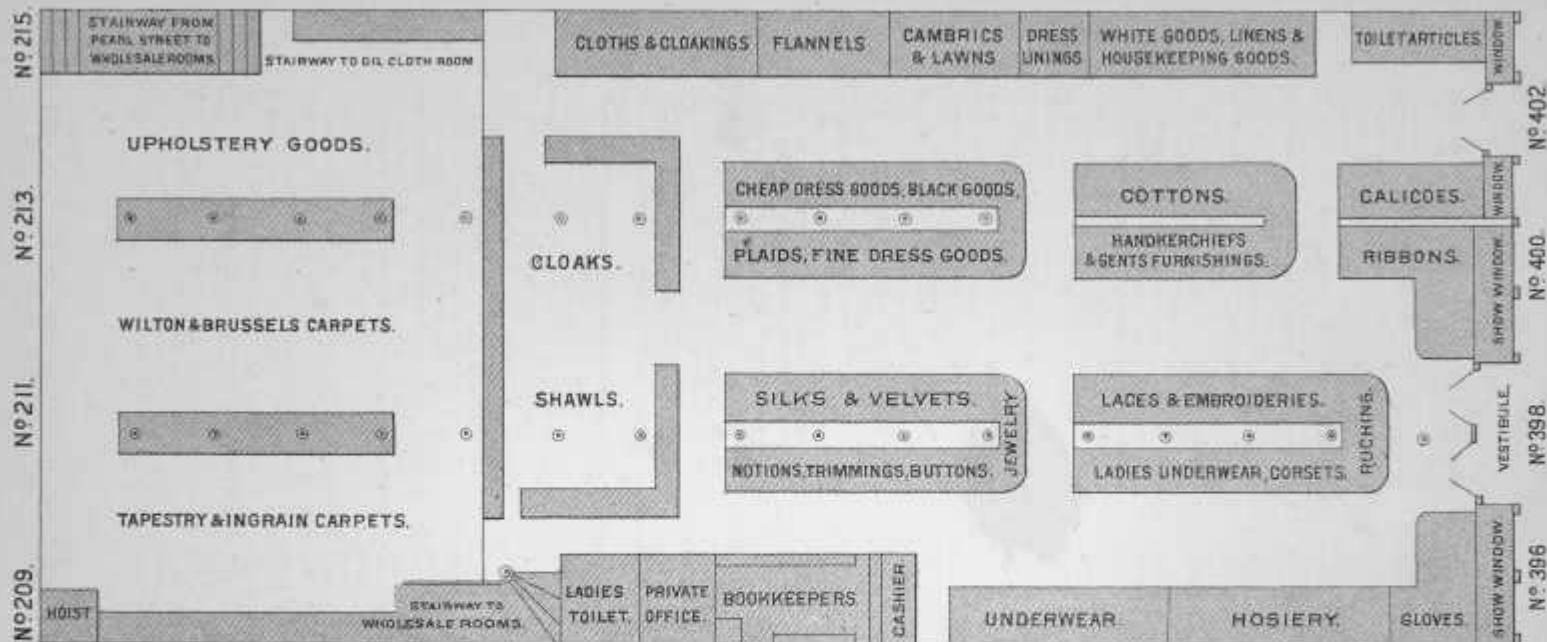 Nº 215.
STAIRWAY FROM
PEARL STREET TO
WHOLESALE ROOMS
STAIRWAY TO OIL CLOTH ROOM
CLOTHS & CLOAKINGS
FLANNELS
CAMBRICS
& LAWNS
DRESS
LININGS
WHITE GOODS, LINENS &
HOUSEKEEPING GOODS.
TOILET ARTICLES
WINDOW
Nº 402
UPHOLSTERY GOODS.
Nº 213.
CLOAKS.
CHEAP DRESS GOODS, BLACK GOODS,
PLAIDS, FINE DRESS GOODS.
COTTONS.
HANDKERCHIEFS
& GENTS FURNISHINGS.
CALICOES.
WINDOW.
RIBBONS.
SHOW WINDOW.
Nº 400.
WILTON & BRUSSELS CARPETS.
Nº 211.
SHAWLS.
SILKS & VELVETS.
JEWELRY
NOTIONS, TRIMMINGS, BUTTONS.
LACES & EMBROIDERIES.
RUCHING.
LADIES UNDERWEAR, CORSETS.
VESTIBULE.
Nº 398.
TAPESTRY & INGRAIN CARPETS.
Nº 209.
HOIST
STAIRWAY TO
WHOLESALE ROOMS.
LADIES
TOILET.
PRIVATE
OFFICE.
BOOKKEEPERS
CASHIER.
UNDERWEAR.
HOSIERY.
GLOVES.
SHOW WINDOW.
Nº 396